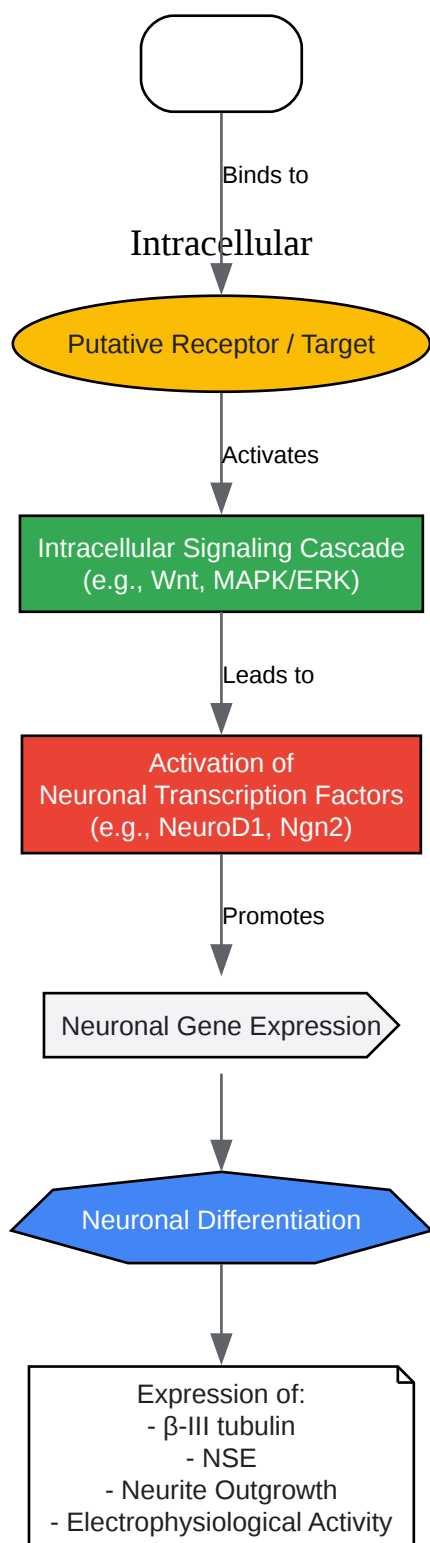 Binds to
Intracellular
Putative Receptor / Target
Activates
Intracellular Signaling Cascade
(e.g., Wnt, MAPK/ERK)
Leads to
Activation of
Neuronal Transcription Factors
(e.g., NeuroD1, Ngn2)
Promotes
Neuronal Gene Expression
Neuronal Differentiation
Expression of:
- β-III tubulin
- NSE
- Neurite Outgrowth
- Electrophysiological Activity